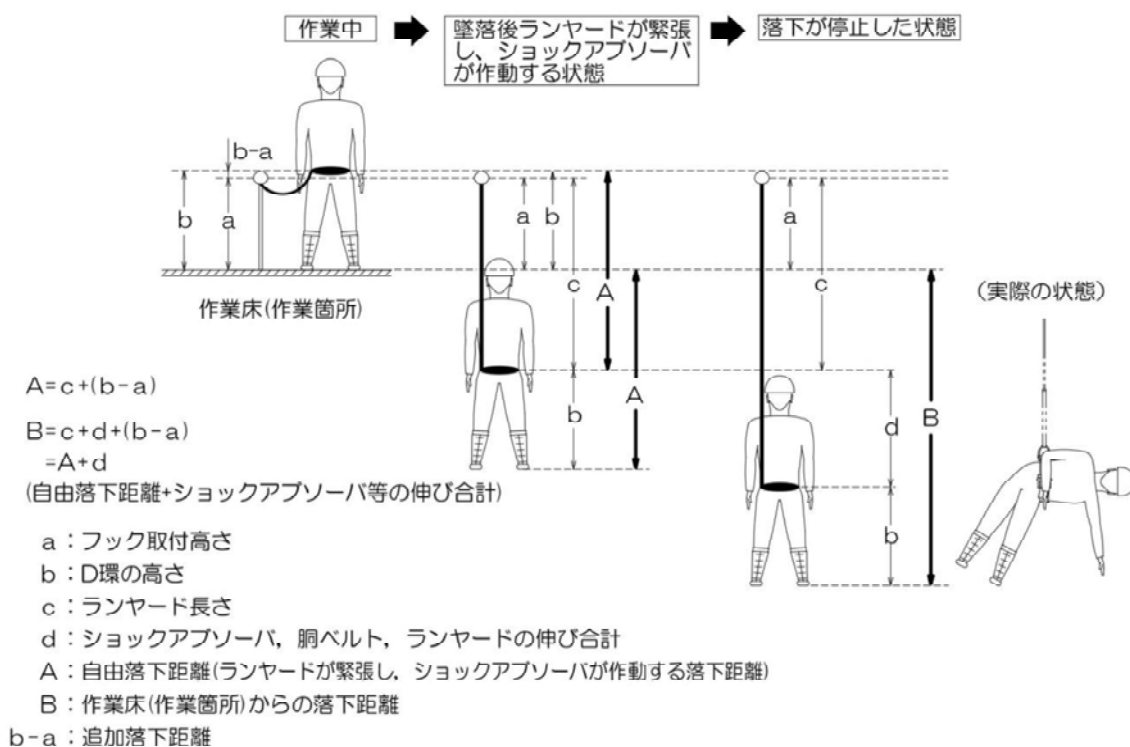 作業中
墜落後ランヤードが緊張
し、ショックアブソーバ
が作動する状態
落下が停止した状態
b-a
b
a
a
b
c
A
A
b
a
c
d
b
B
作業床(作業箇所)
(実際の状態)
A=c+(b-a)
B=c+d+(b-a)
=A+d
(自由落下距離+ショックアブソーバ等の伸び合計)
a：フック取付高さ
b：D環の高さ
c：ランヤード長さ
d：ショックアブソーバ，胴ベルト，ランヤードの伸び合計
A：自由落下距離(ランヤードが緊張し，ショックアブソーバが作動する落下距離)
B：作業床(作業箇所)からの落下距離
b-a：追加落下距離